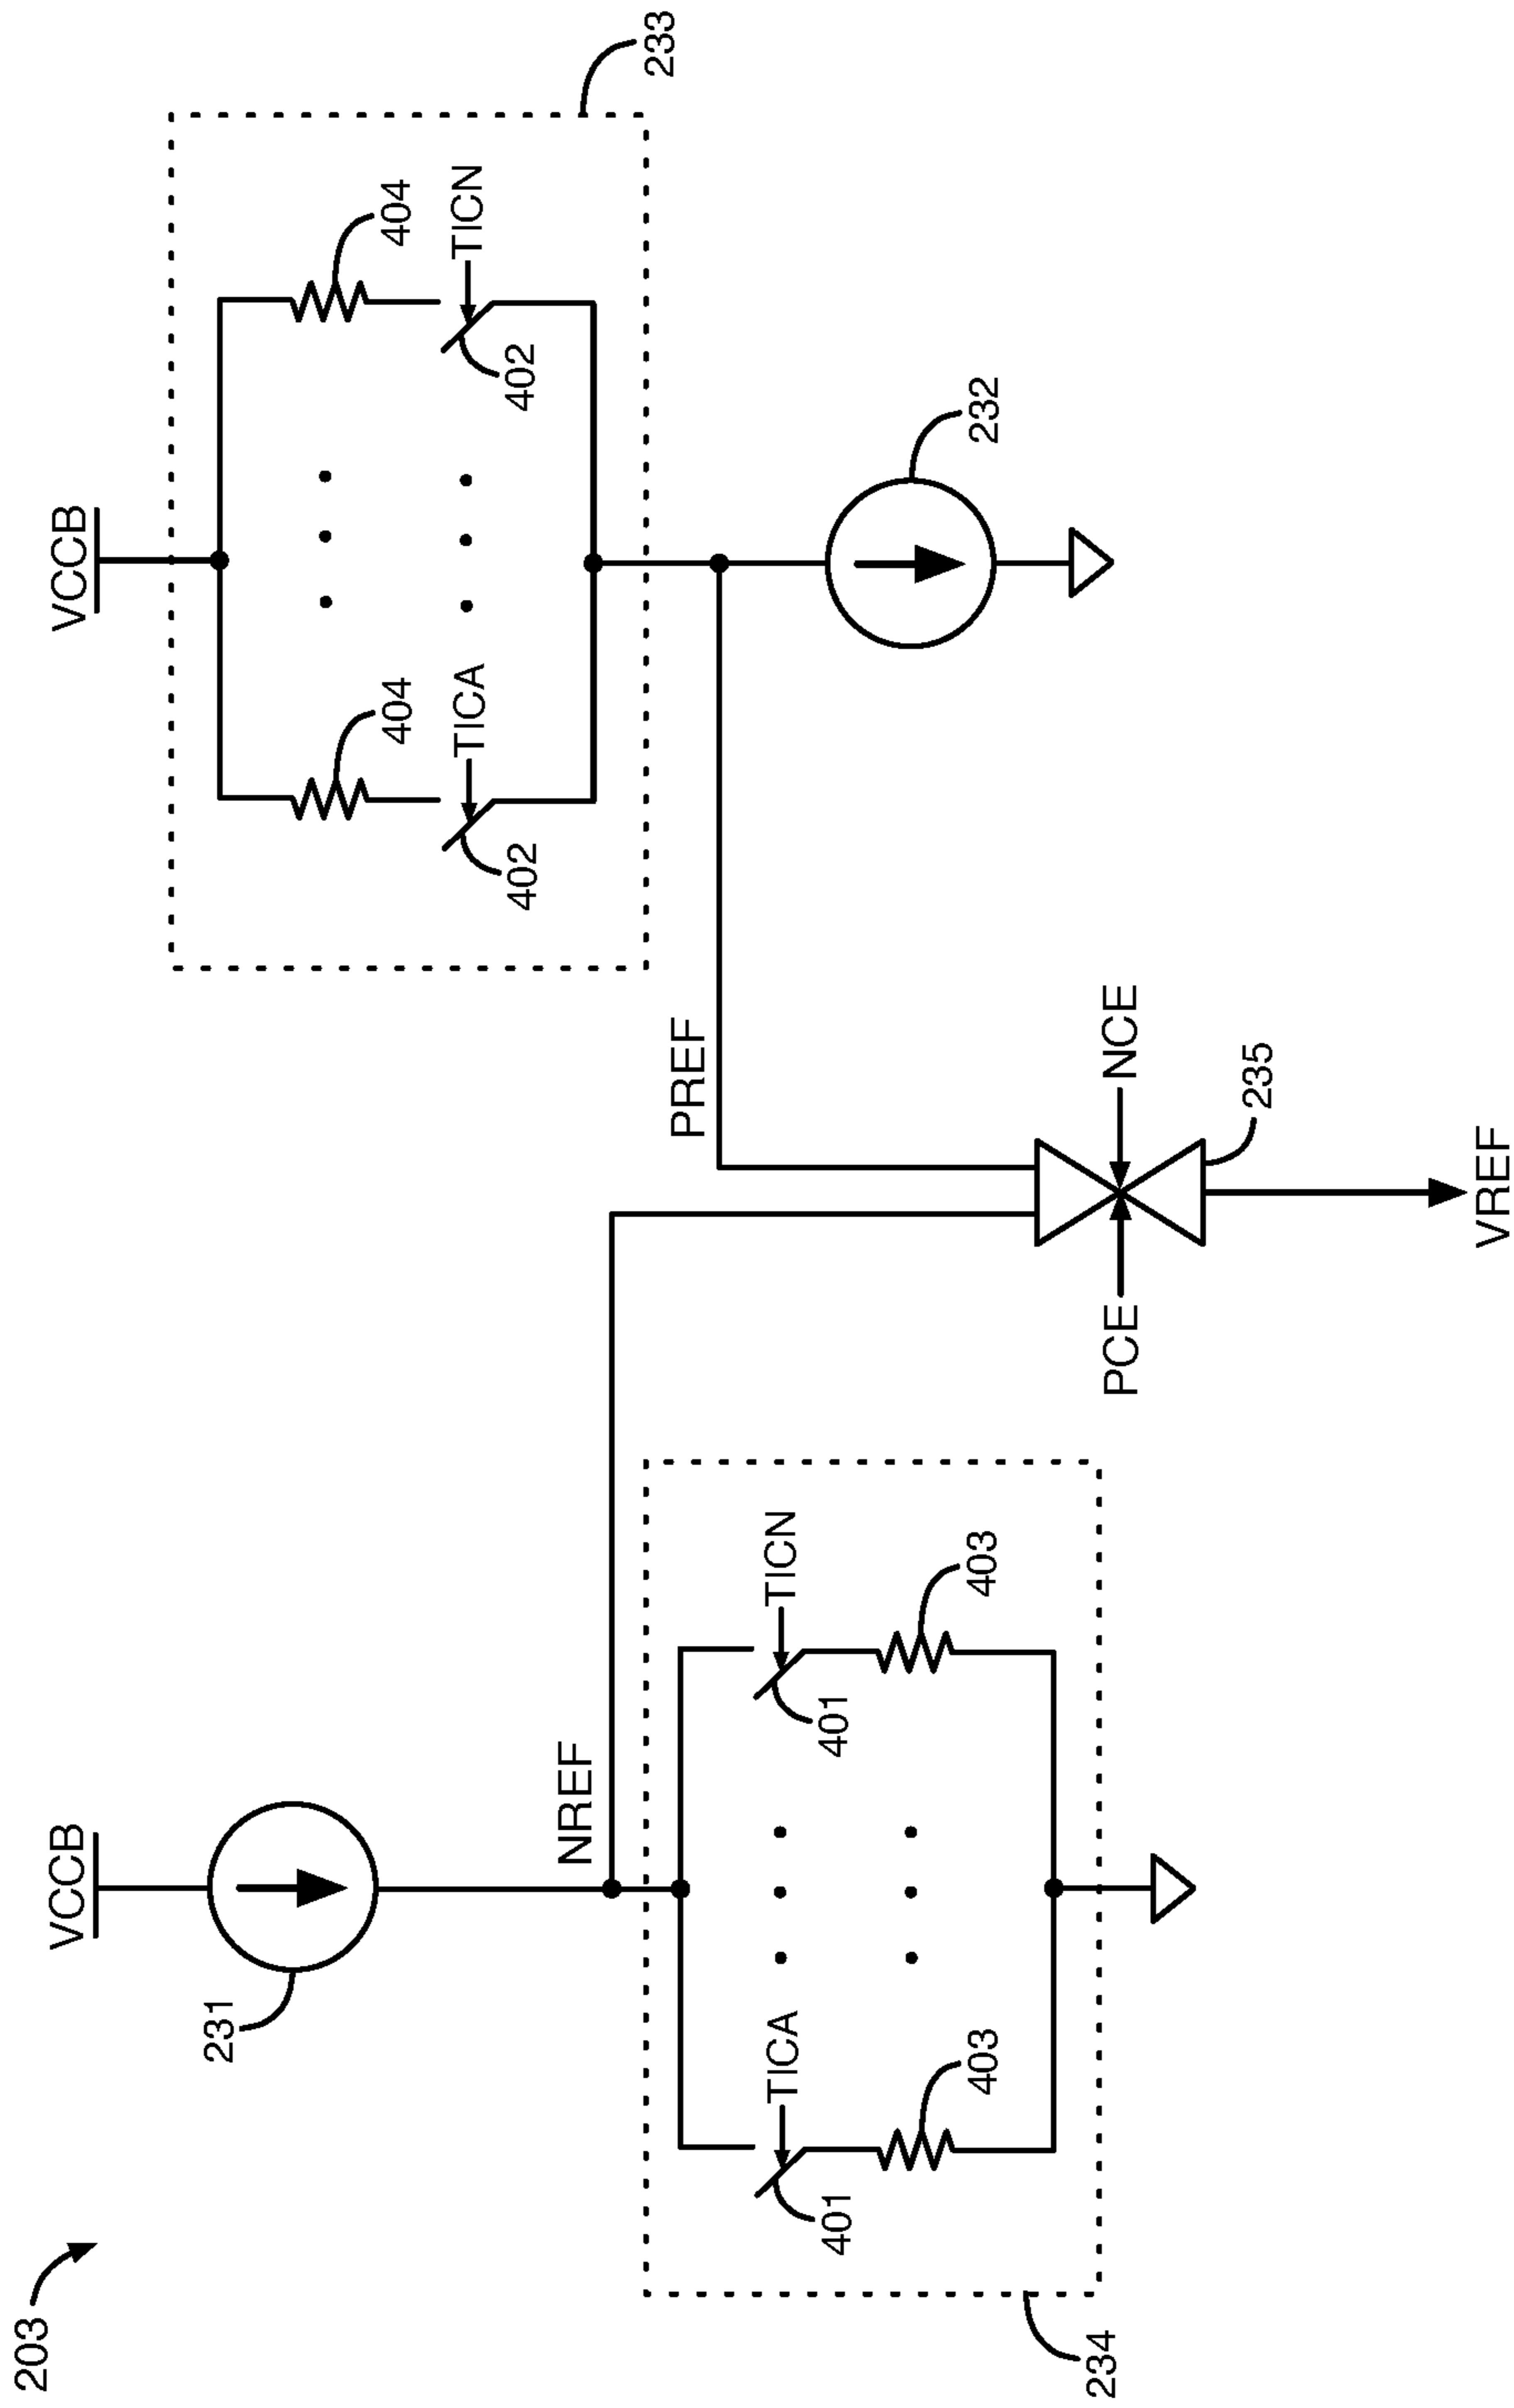 203
VCCB
VCCB
231
NREF
PREF
404
404
TICA
TICN
402
402
233
TICA
TICN
401
401
403
403
234
232
PCE
NCE
235
VREF